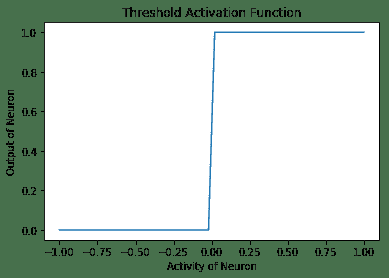 Threshold Activation Function
1.0
0.8
0.6
0.4
0.2
0.0
Output of Neuron
−1.00 −0.75 −0.50 −0.25 0.00 0.25 0.50 0.75 1.00
Activity of Neuron